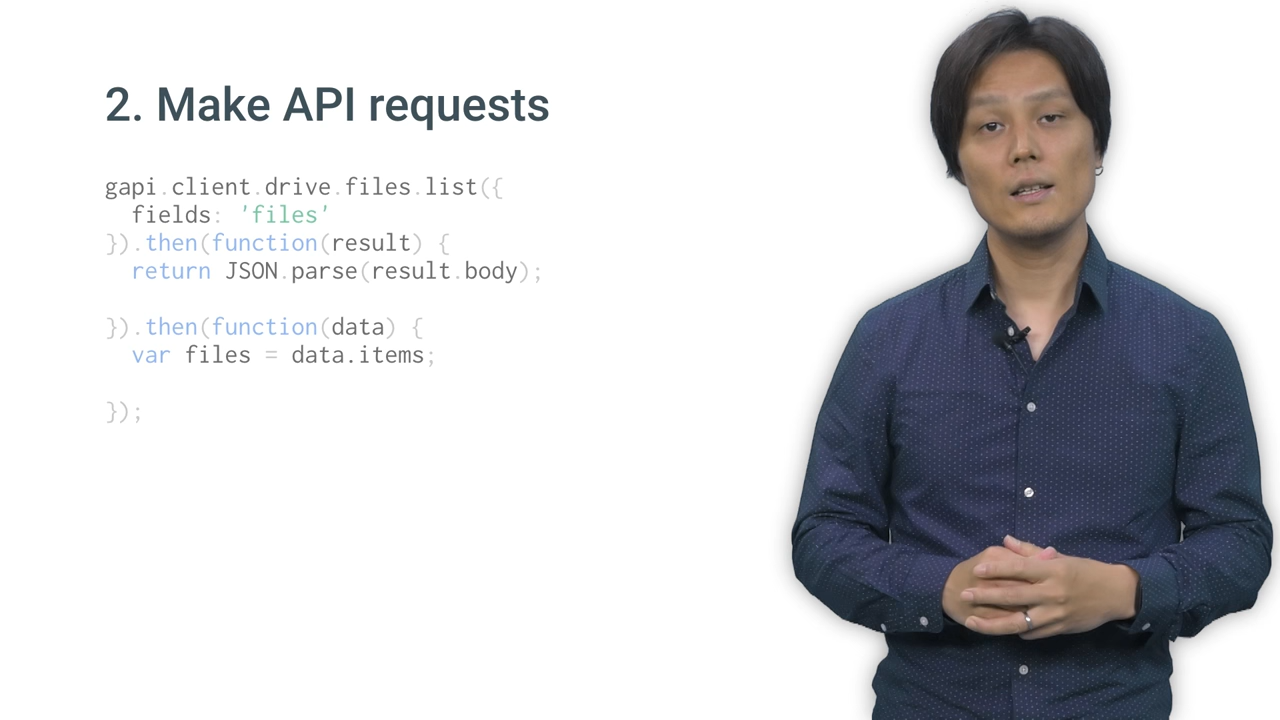 2. Make API requests
gapi.client.drive.files.list({
  fields: 'files'
}).then(function(result) {
  return JSON.parse(result.body);
}).then(function(data) {
  var files = data.items;
});